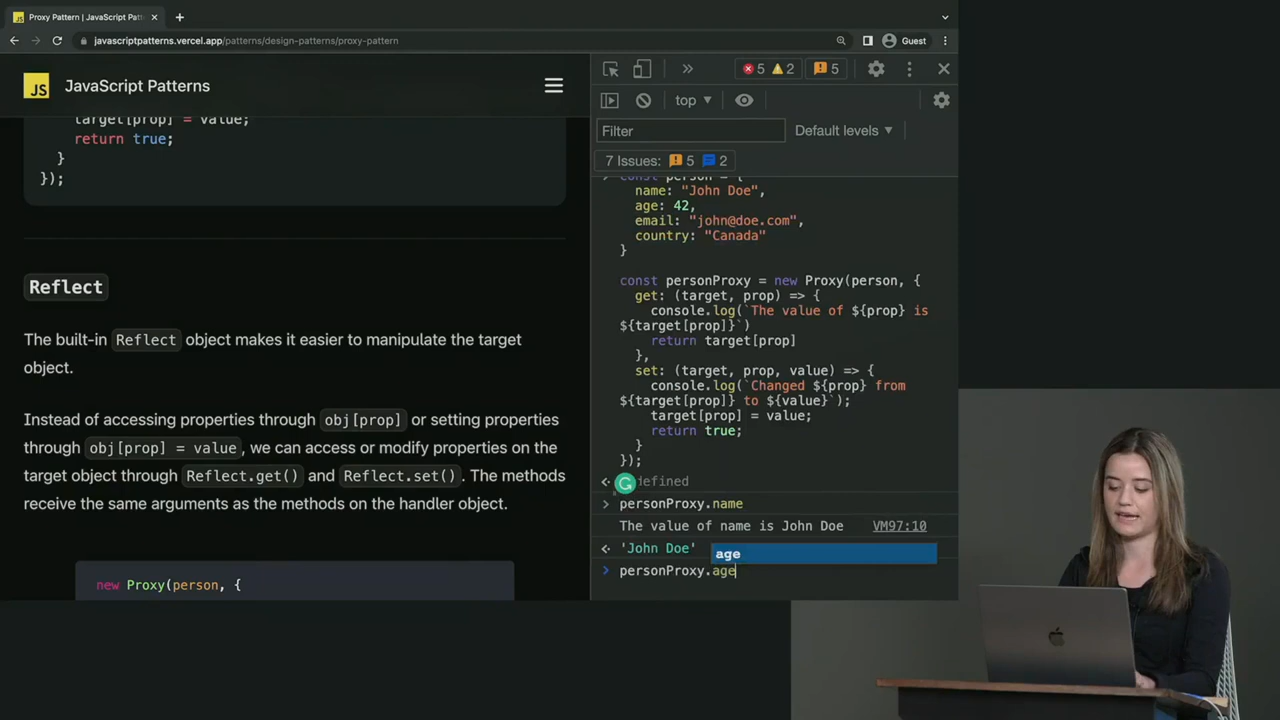 Proxy Pattern | JavaScript Patt
javascriptpatterns.vercel.app/patterns/design-patterns/proxy-pattern
Guest
JS
JavaScript Patterns
target[prop] = value;
return true;
}
});
Reflect
The built-in Reflect object makes it easier to manipulate the target
object.
Instead of accessing properties through obj[prop] or setting properties
through obj[prop] = value, we can access or modify properties on the
target object through Reflect.get() and Reflect.set(). The methods
receive the same arguments as the methods on the handler object.
new Proxy(person, {
5 2 5
top
Filter
Default levels
7 Issues: 5 2
const person = {
name: "John Doe",
age: 42,
email: "john@doe.com",
country: "Canada"
}
const personProxy = new Proxy(person, {
get: (target, prop) => {
console.log(`The value of ${prop} is
${target[prop]}`)
return target[prop]
},
set: (target, prop, value) => {
console.log(`Changed ${prop} from
${target[prop]} to ${value}`);
target[prop] = value;
return true;
}
});
defined
personProxy.name
The value of name is John Doe VM97:10
'John Doe'
age
personProxy.age